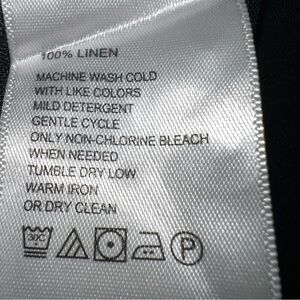 100% LINEN
MACHINE WASH COLD
WITH LIKE COLORS
MILD DETERGENT
GENTLE CYCLE
ONLY NON-CHLORINE BLEACH
WHEN NEEDED
TUMBLE DRY LOW
WARM IRON
OR DRY CLEAN
30C P